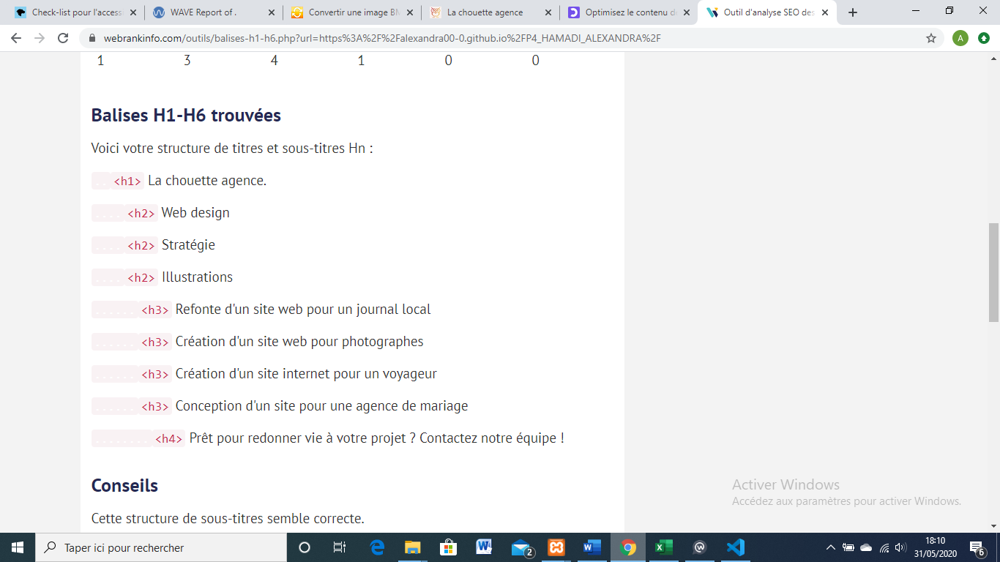 Check-list pour l'access
WAVE Report of .
Convertir une image BM
La chouette agence
Optimisez le contenu de
Outil d'analyse SEO des
webrankinfo.com/outils/balises-h1-h6.php?url=https%3A%2F%2Falexandra00-0.github.io%2FP4_HAMADI_ALEXANDRA%2F
A
1 3 4 1 0 0
Balises H1-H6 trouvées
Voici votre structure de titres et sous-titres Hn :
.. <h1> La chouette agence.
.... <h2> Web design
.... <h2> Stratégie
.... <h2> Illustrations
...... <h3> Refonte d'un site web pour un journal local
...... <h3> Création d'un site web pour photographes
...... <h3> Création d'un site internet pour un voyageur
...... <h3> Conception d'un site pour une agence de mariage
........ <h4> Prêt pour redonner vie à votre projet ? Contactez notre équipe !
Conseils
Cette structure de sous-titres semble correcte.
Activer Windows
Accédez aux paramètres pour activer Windows.
Taper ici pour rechercher
2
18:10
31/05/2020
6